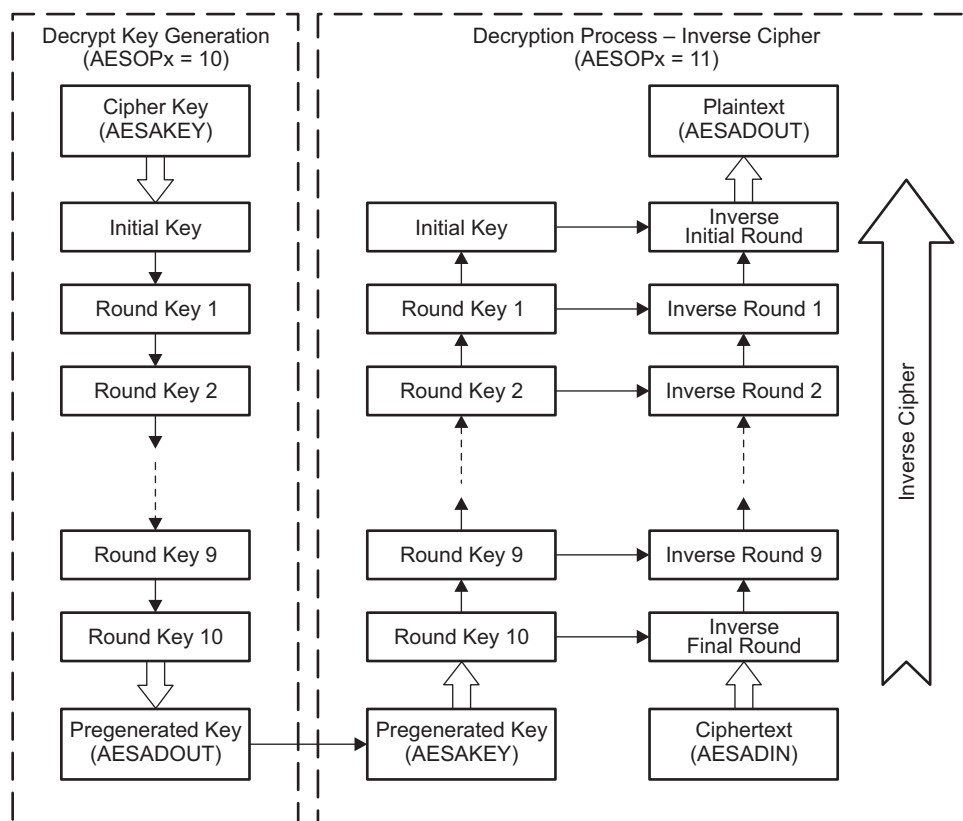 Decrypt Key Generation
(AESOPx = 10)
Cipher Key
(AESAKEY)
Initial Key
Round Key 1
Round Key 2
Round Key 9
Round Key 10
Pregenerated Key
(AESADOUT)
Decryption Process – Inverse Cipher
(AESOPx = 11)
Initial Key
Round Key 1
Round Key 2
Round Key 9
Round Key 10
Pregenerated Key
(AESAKEY)
Plaintext
(AESADOUT)
Inverse
Initial Round
Inverse Round 1
Inverse Round 2
Inverse Round 9
Inverse
Final Round
Ciphertext
(AESADIN)
Inverse Cipher